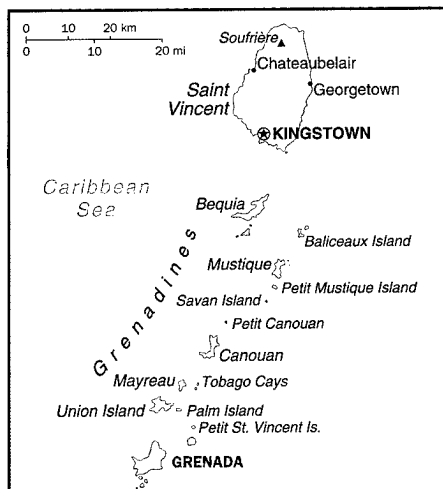 0 10 20 km
0 10 20 mi
Soufrière
Chateaubelair
Georgetown
Saint
Vincent
KINGSTOWN
Caribbean
Sea
Bequia
Baliceaux Island
Grenadines
Mustique
Petit Mustique Island
Savan Island
Petit Canouan
Canouan
Mayreau
Tobago Cays
Union Island
Palm Island
Petit St. Vincent Is.
GRENADA